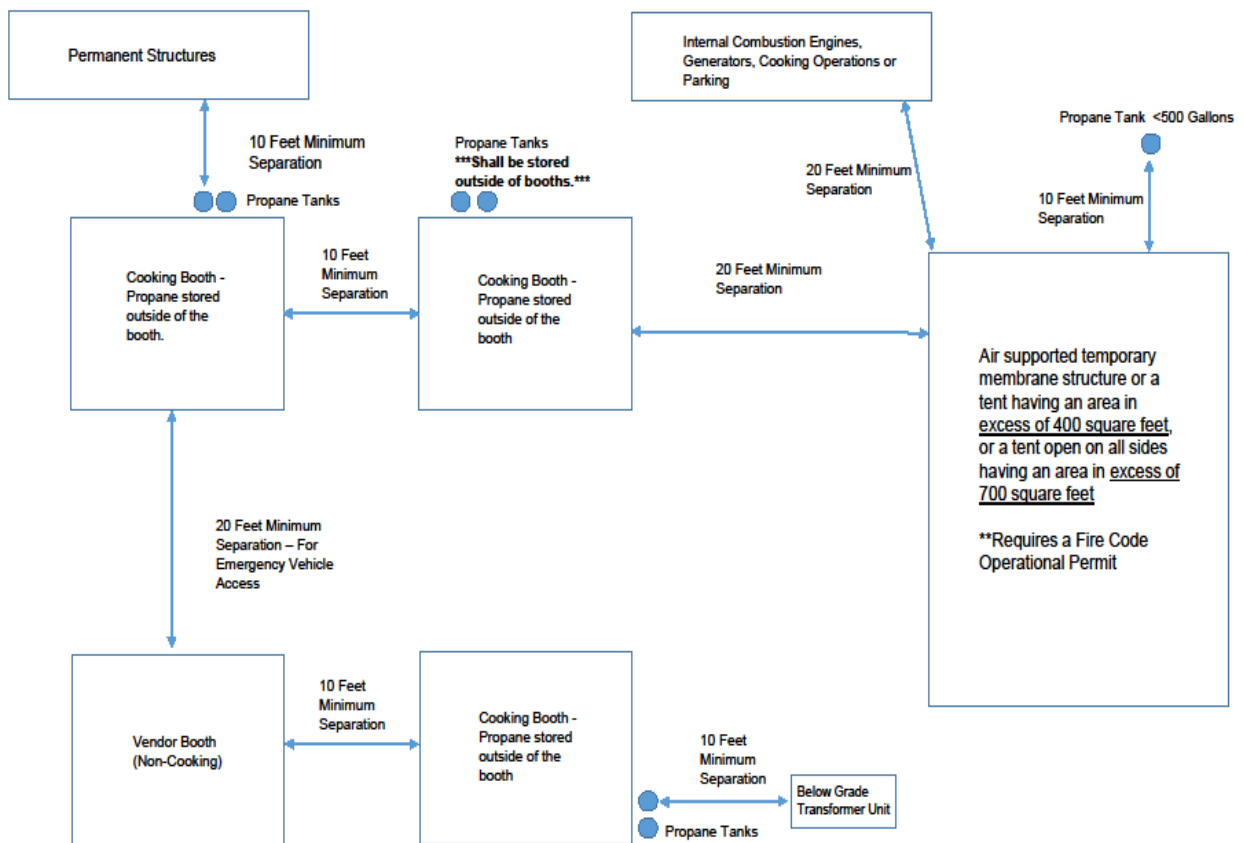 Permanent Structures
Internal Combustion Engines,
Generators, Cooking Operations or
Parking
Propane Tank <500 Gallons
10 Feet Minimum
Separation
Propane Tanks
***Shall be stored
outside of booths.***
20 Feet Minimum
Separation
10 Feet Minimum
Separation
Propane Tanks
Cooking Booth -
Propane stored
outside of the
booth.
10 Feet
Minimum
Separation
Cooking Booth -
Propane stored
outside of the
booth
20 Feet Minimum
Separation
Air supported temporary
membrane structure or a
tent having an area in
excess of 400 square feet,
or a tent open on all sides
having an area in excess of
700 square feet
**Requires a Fire Code
Operational Permit
20 Feet Minimum
Separation – For
Emergency Vehicle
Access
Vendor Booth
(Non-Cooking)
10 Feet
Minimum
Separation
Cooking Booth -
Propane stored
outside of the
booth
10 Feet
Minimum
Separation
Below Grade
Transformer Unit
Propane Tanks